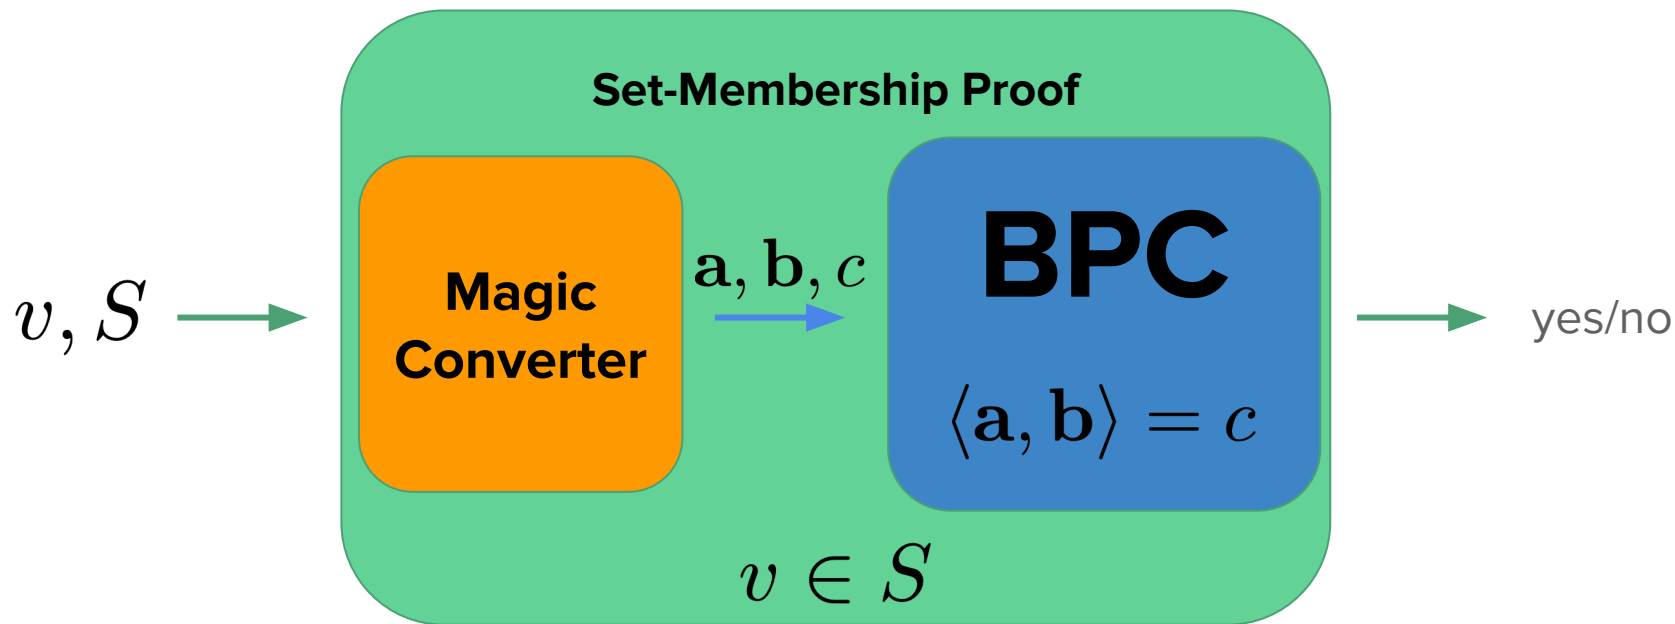 Set-Membership Proof
v, S
Magic
Converter
a, b, c
BPC
⟨a, b⟩ = c
yes/no
v ∈ S